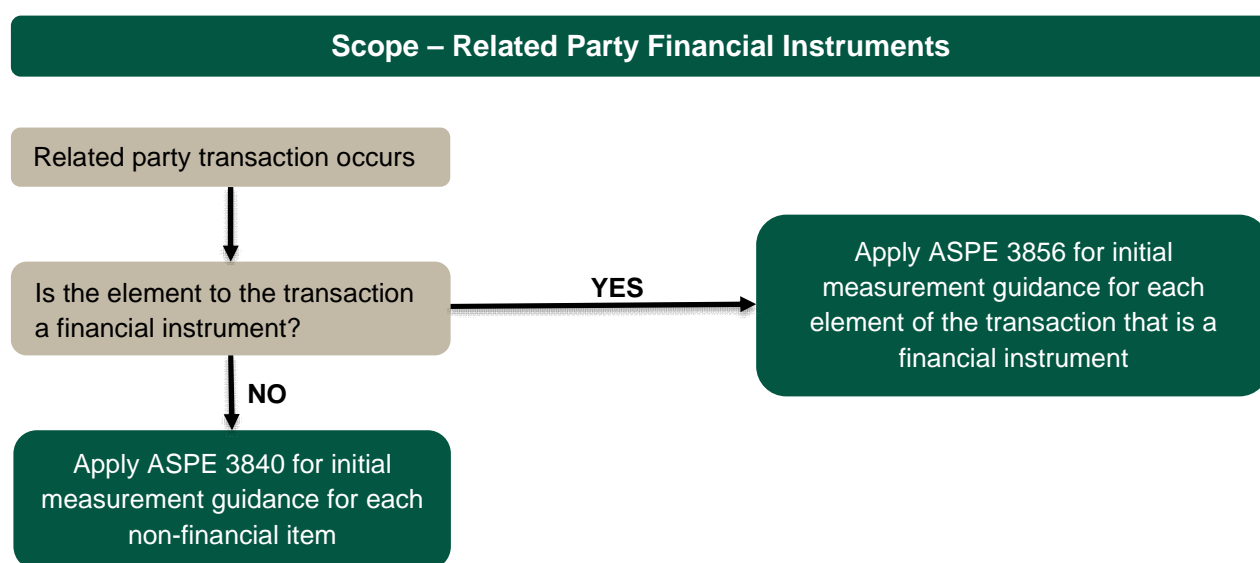 Scope – Related Party Financial Instruments
Related party transaction occurs
Is the element to the transaction
a financial instrument?
YES
Apply ASPE 3856 for initial
measurement guidance for each
element of the transaction that is a
financial instrument
NO
Apply ASPE 3840 for initial
measurement guidance for each
non-financial item